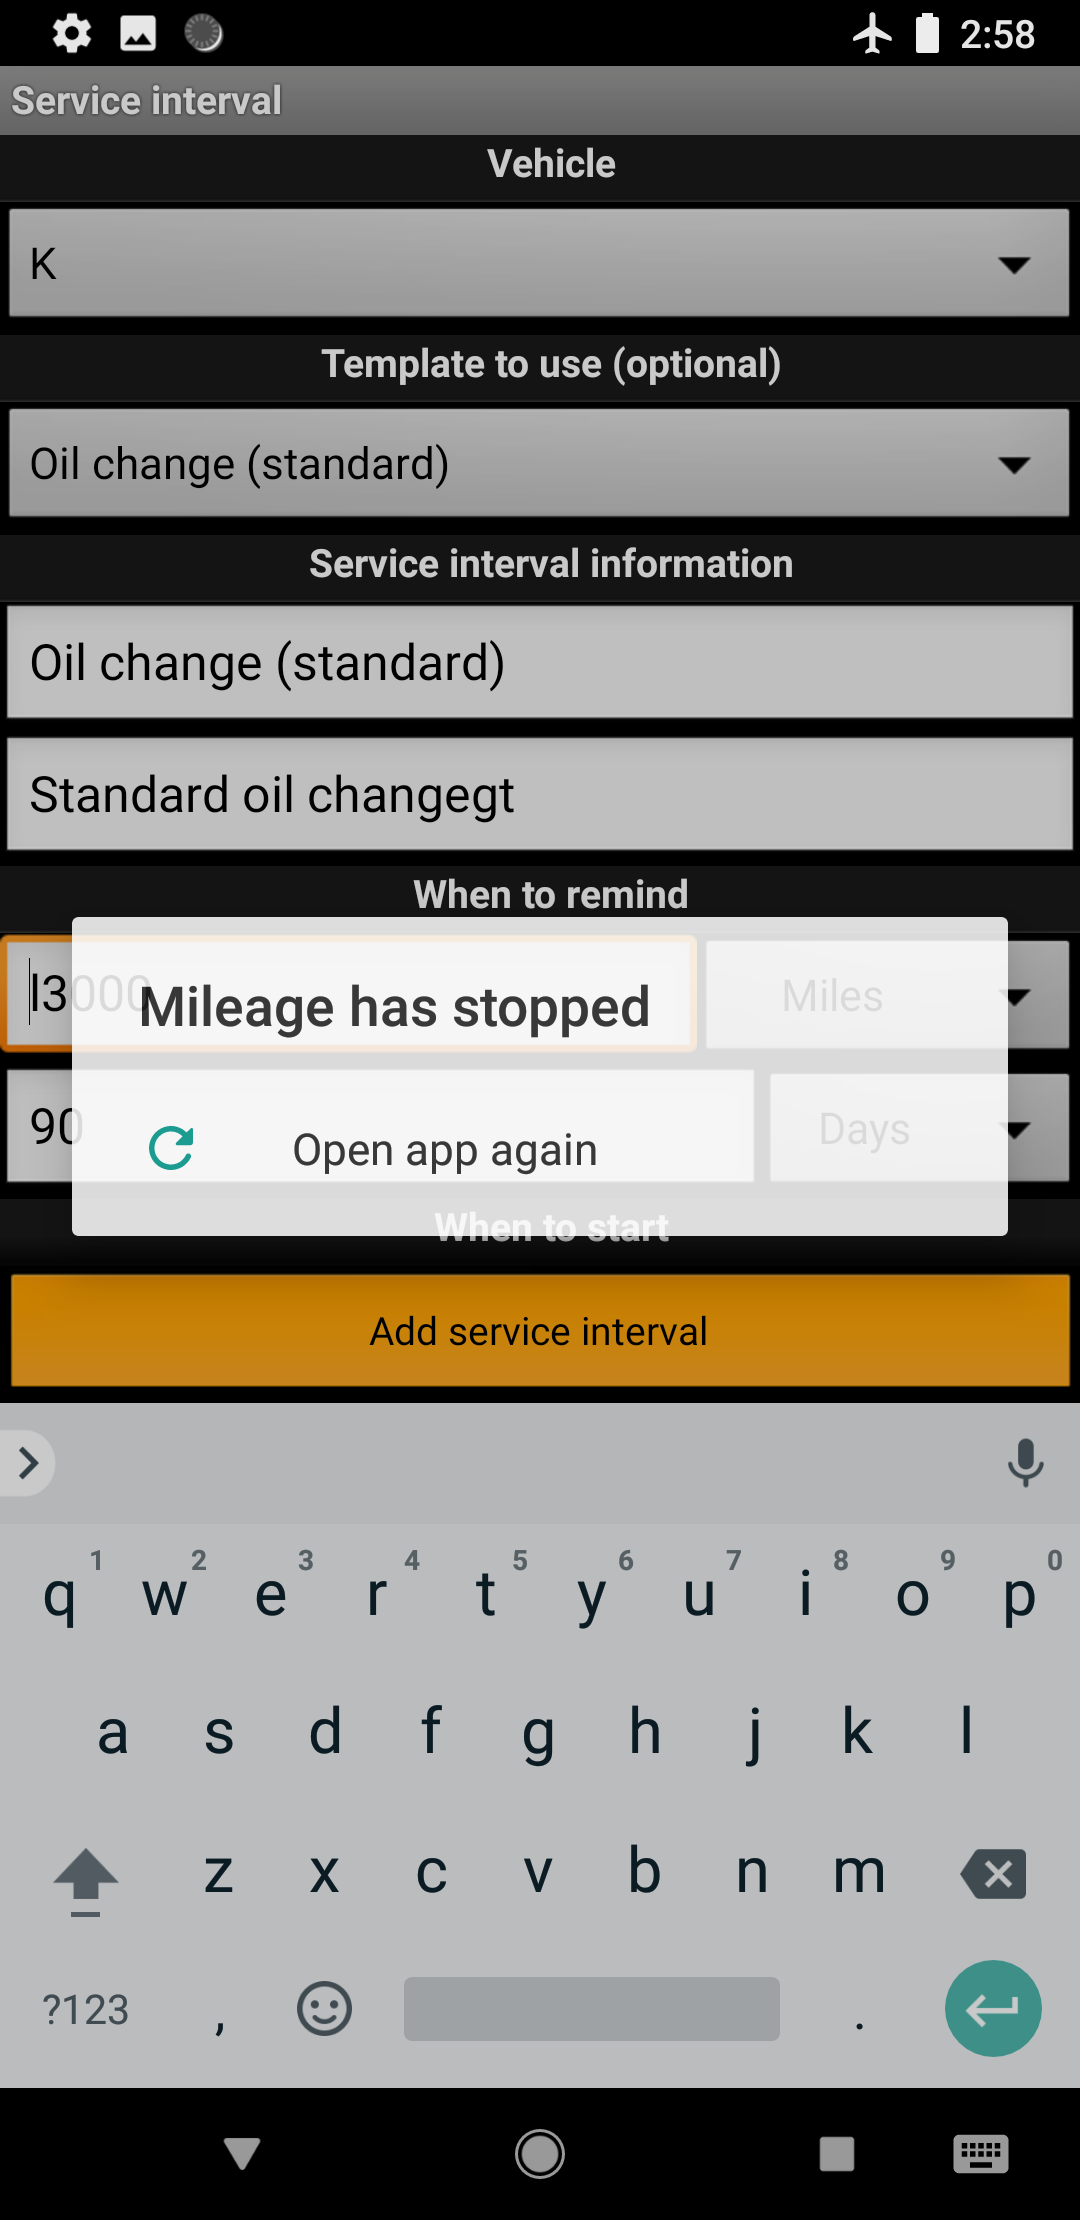 2:58
Service interval
Vehicle
K
Template to use (optional)
Oil change (standard)
Service interval information
Oil change (standard)
Standard oil changegt
When to remind
l3000
Miles
Mileage has stopped
90
Days
Open app again
When to start
Add service interval
1 2 3 4 5 6 7 8 9 0
q w e r t y u i o p
a s d f g h j k l
z x c v b n m
?123 , .